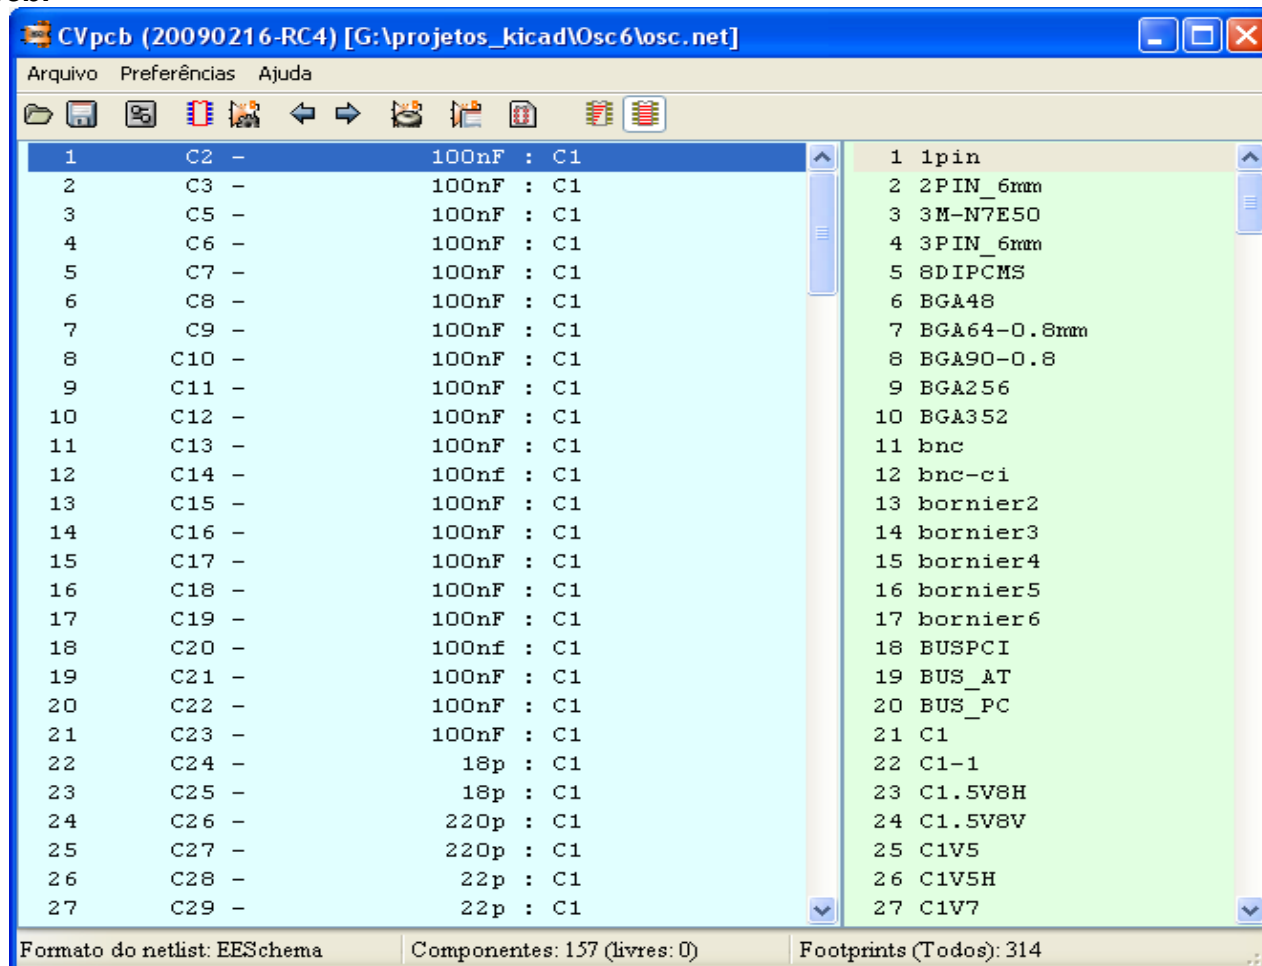 CVpcb (20090216-RC4) [G:\projetos_kicad\Osc6\osc.net]
Arquivo Preferências Ajuda
1 C2 - 100nF : C1
2 C3 - 100nF : C1
3 C5 - 100nF : C1
4 C6 - 100nF : C1
5 C7 - 100nF : C1
6 C8 - 100nF : C1
7 C9 - 100nF : C1
8 C10 - 100nF : C1
9 C11 - 100nF : C1
10 C12 - 100nF : C1
11 C13 - 100nF : C1
12 C14 - 100nf : C1
13 C15 - 100nF : C1
14 C16 - 100nF : C1
15 C17 - 100nF : C1
16 C18 - 100nF : C1
17 C19 - 100nF : C1
18 C20 - 100nf : C1
19 C21 - 100nF : C1
20 C22 - 100nF : C1
21 C23 - 100nF : C1
22 C24 - 18p : C1
23 C25 - 18p : C1
24 C26 - 220p : C1
25 C27 - 220p : C1
26 C28 - 22p : C1
27 C29 - 22p : C1
1 1pin
2 2PIN_6mm
3 3M-N7E50
4 3PIN_6mm
5 8DIPCMS
6 BGA48
7 BGA64-0.8mm
8 BGA90-0.8
9 BGA256
10 BGA352
11 bnc
12 bnc-ci
13 bornier2
14 bornier3
15 bornier4
16 bornier5
17 bornier6
18 BUSPCI
19 BUS_AT
20 BUS_PC
21 C1
22 C1-1
23 C1.5V8H
24 C1.5V8V
25 C1V5
26 C1V5H
27 C1V7
Formato do netlist: EESchema Componentes: 157 (livres: 0) Footprints (Todos): 314